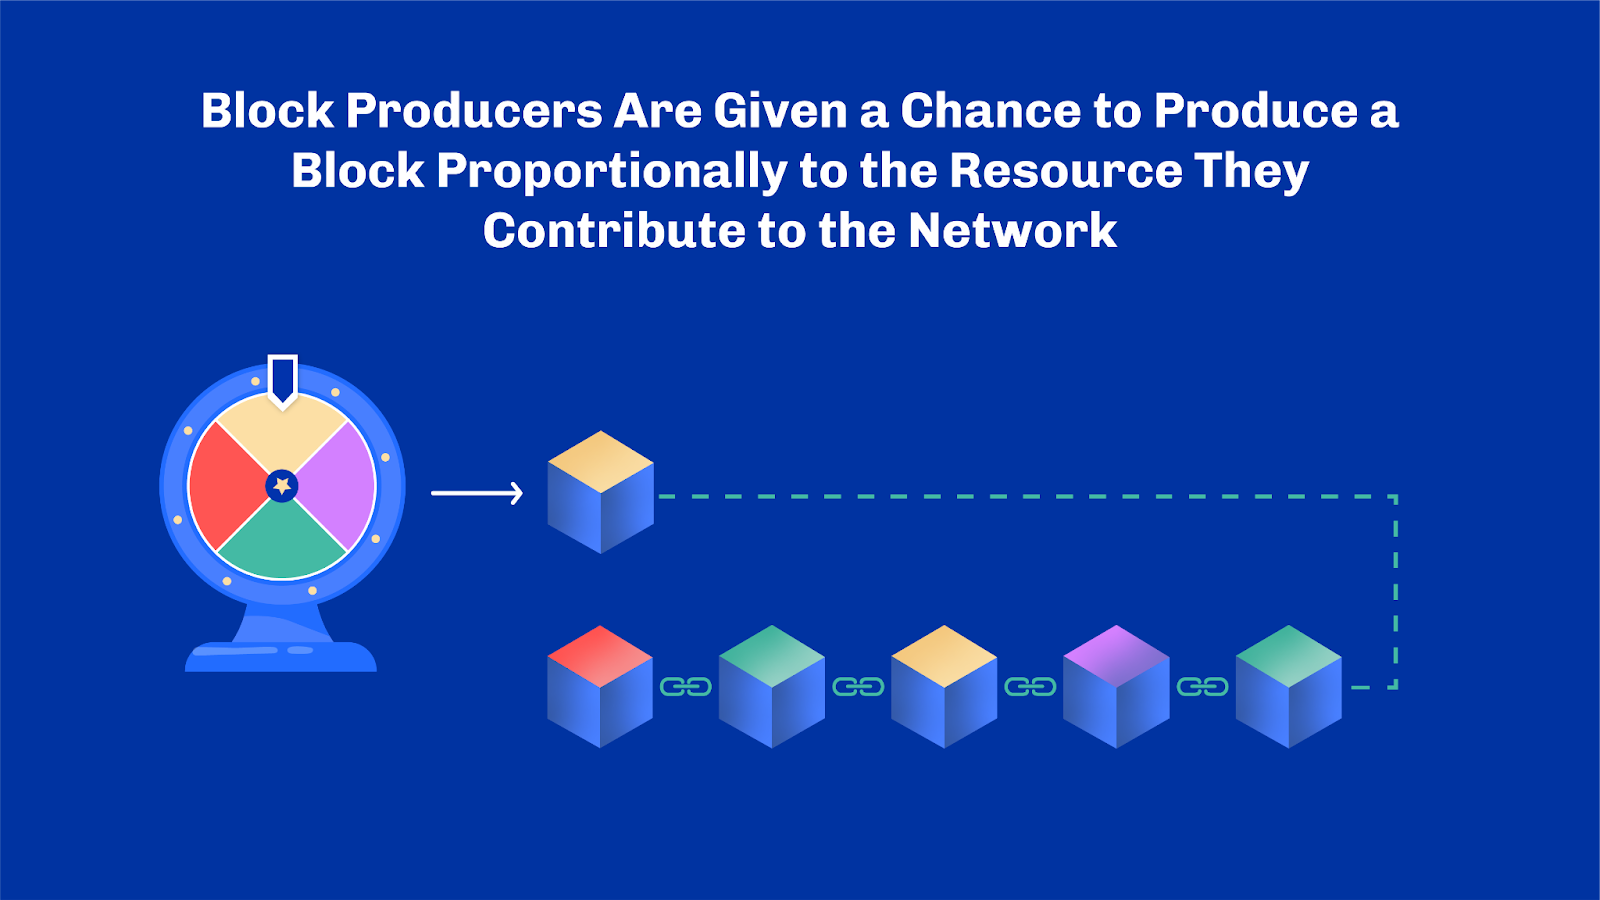 Block Producers Are Given a Chance to Produce a
Block Proportionally to the Resource They
Contribute to the Network